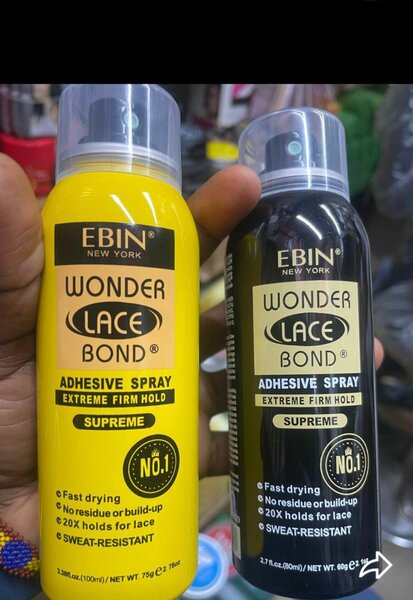 EBIN®
NEW YORK
WONDER
LACE
BOND®
ADHESIVE SPRAY
EXTREME FIRM HOLD
SUPREME
NO.1
Fast drying
No residue or build-up
20X holds for lace
SWEAT-RESISTANT
3.38fl.oz.(100ml)/ NET WT. 75g ℮ 2.78oz.
EBIN®
NEW YORK
WONDER
LACE
BOND®
ADHESIVE SPRAY
EXTREME FIRM HOLD
SUPREME
NO.1
Fast drying
No residue or build-up
20X holds for lace
SWEAT-RESISTANT
2.7fl.oz.(80ml)/ NET WT. 60g ℮